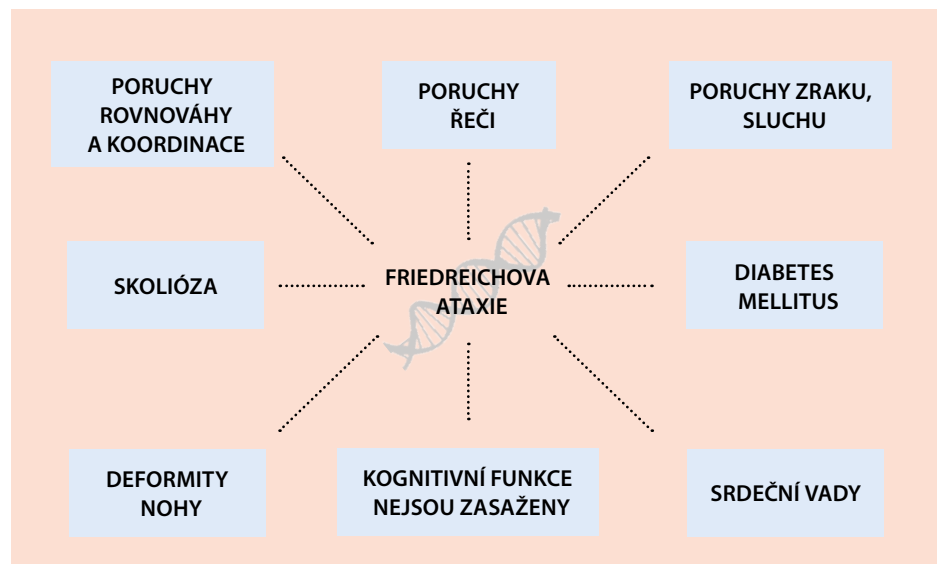 PORUCHY
ROVNOVÁHY
A KOORDINACE
PORUCHY
ŘEČI
PORUCHY ZRAKU,
SLUCHU
SKOLIÓZA
FRIEDREICHOVA
ATAXIE
DIABETES
MELLITUS
DEFORMITY
NOHY
KOGNITIVNÍ FUNKCE
NEJSOU ZASAŽENY
SRDEČNÍ VADY